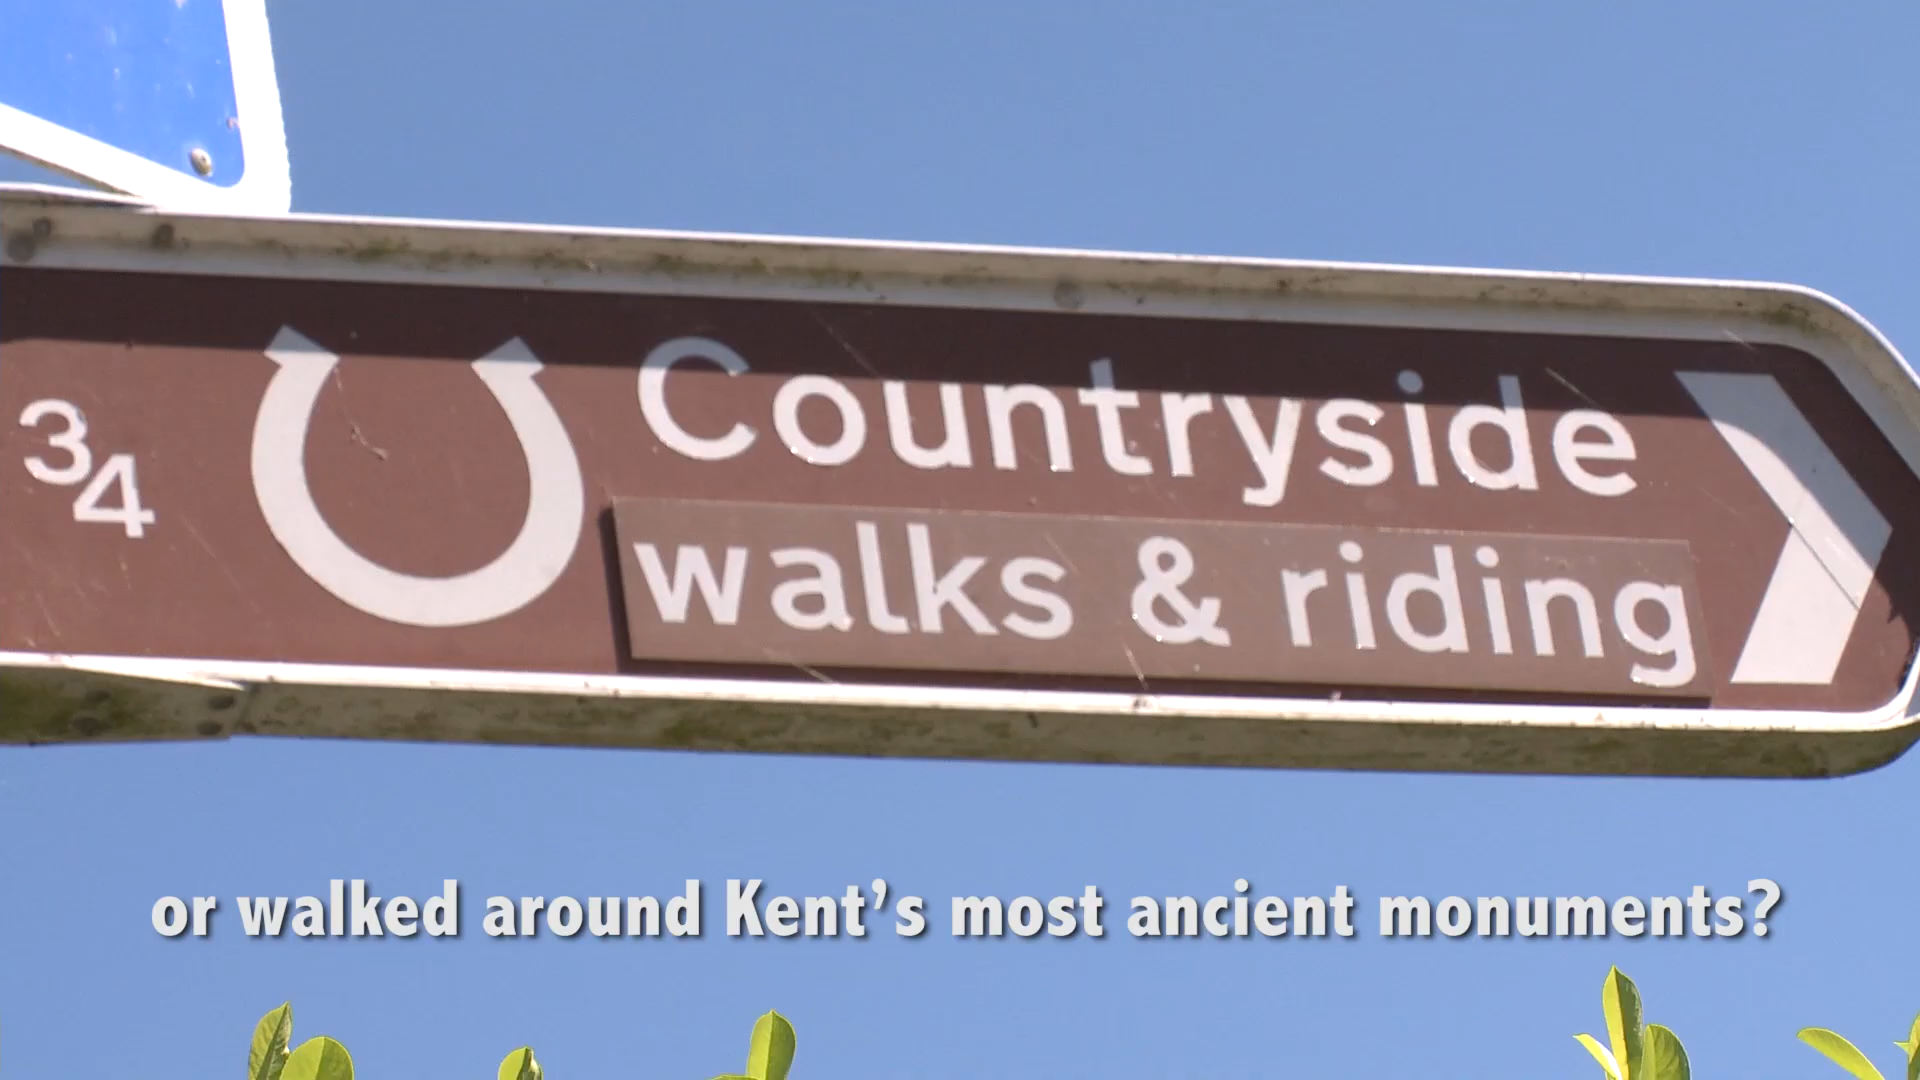 3/4
Countryside
walks & riding
or walked around Kent’s most ancient monuments?